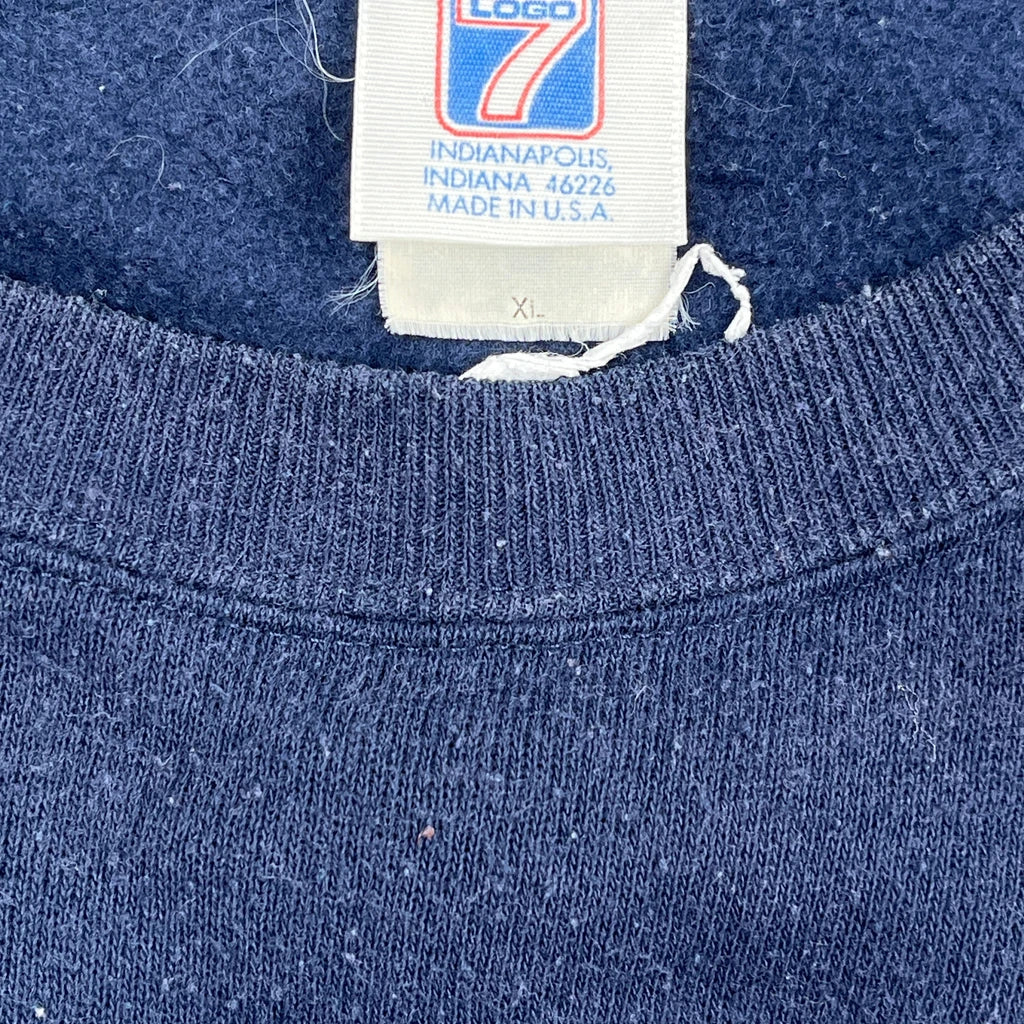 LOGO
7
INDIANAPOLIS,
INDIANA 46226
MADE IN U.S.A.
XL